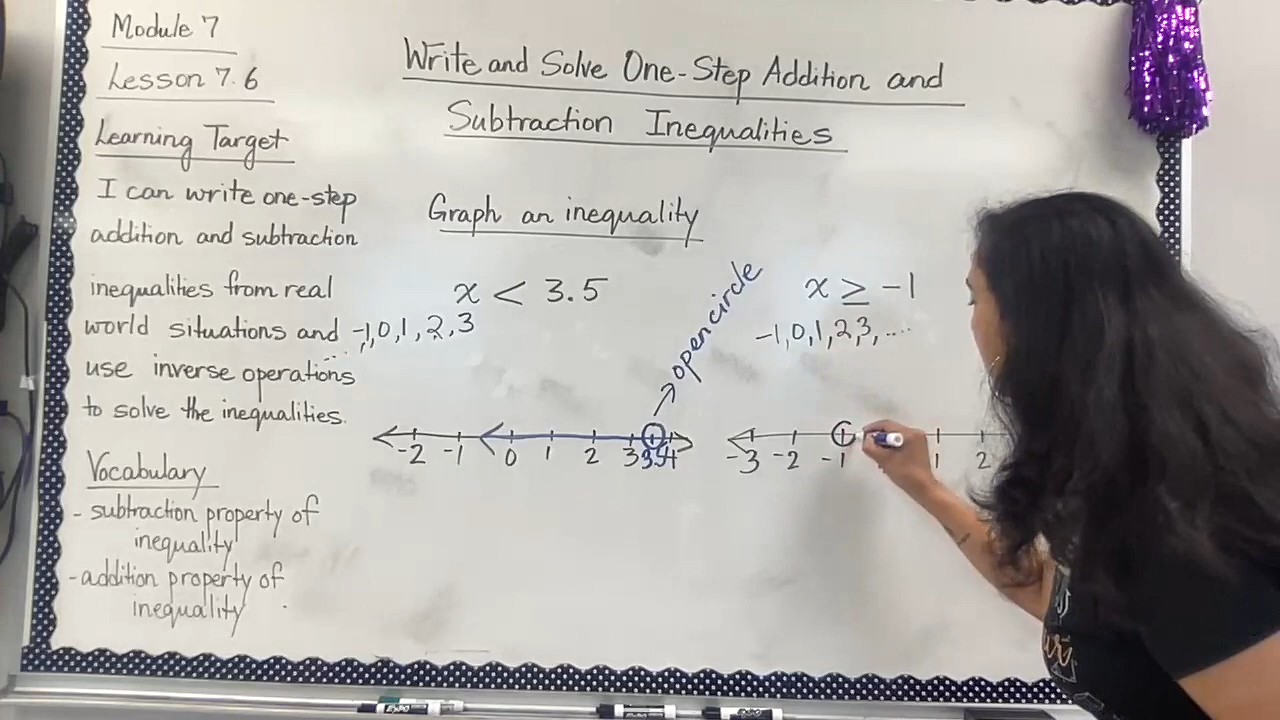 Module 7
Lesson 7.6
Learning Target
I can write one-step
addition and subtraction
inequalities from real
world situations and
use inverse operations
to solve the inequalities.
Vocabulary
- subtraction property of
inequality
- addition property of
inequality
Write and Solve One-Step Addition and
Subtraction Inequalities
Graph an inequality
x < 3.5
....-1,0,1,2,3
open circle
-2 -1 0 1 2 3 3.5 4
x ≥ -1
-1,0,1,2,3,....
-3 -2 -1 1 2
EXPO
EXPO
EXPO